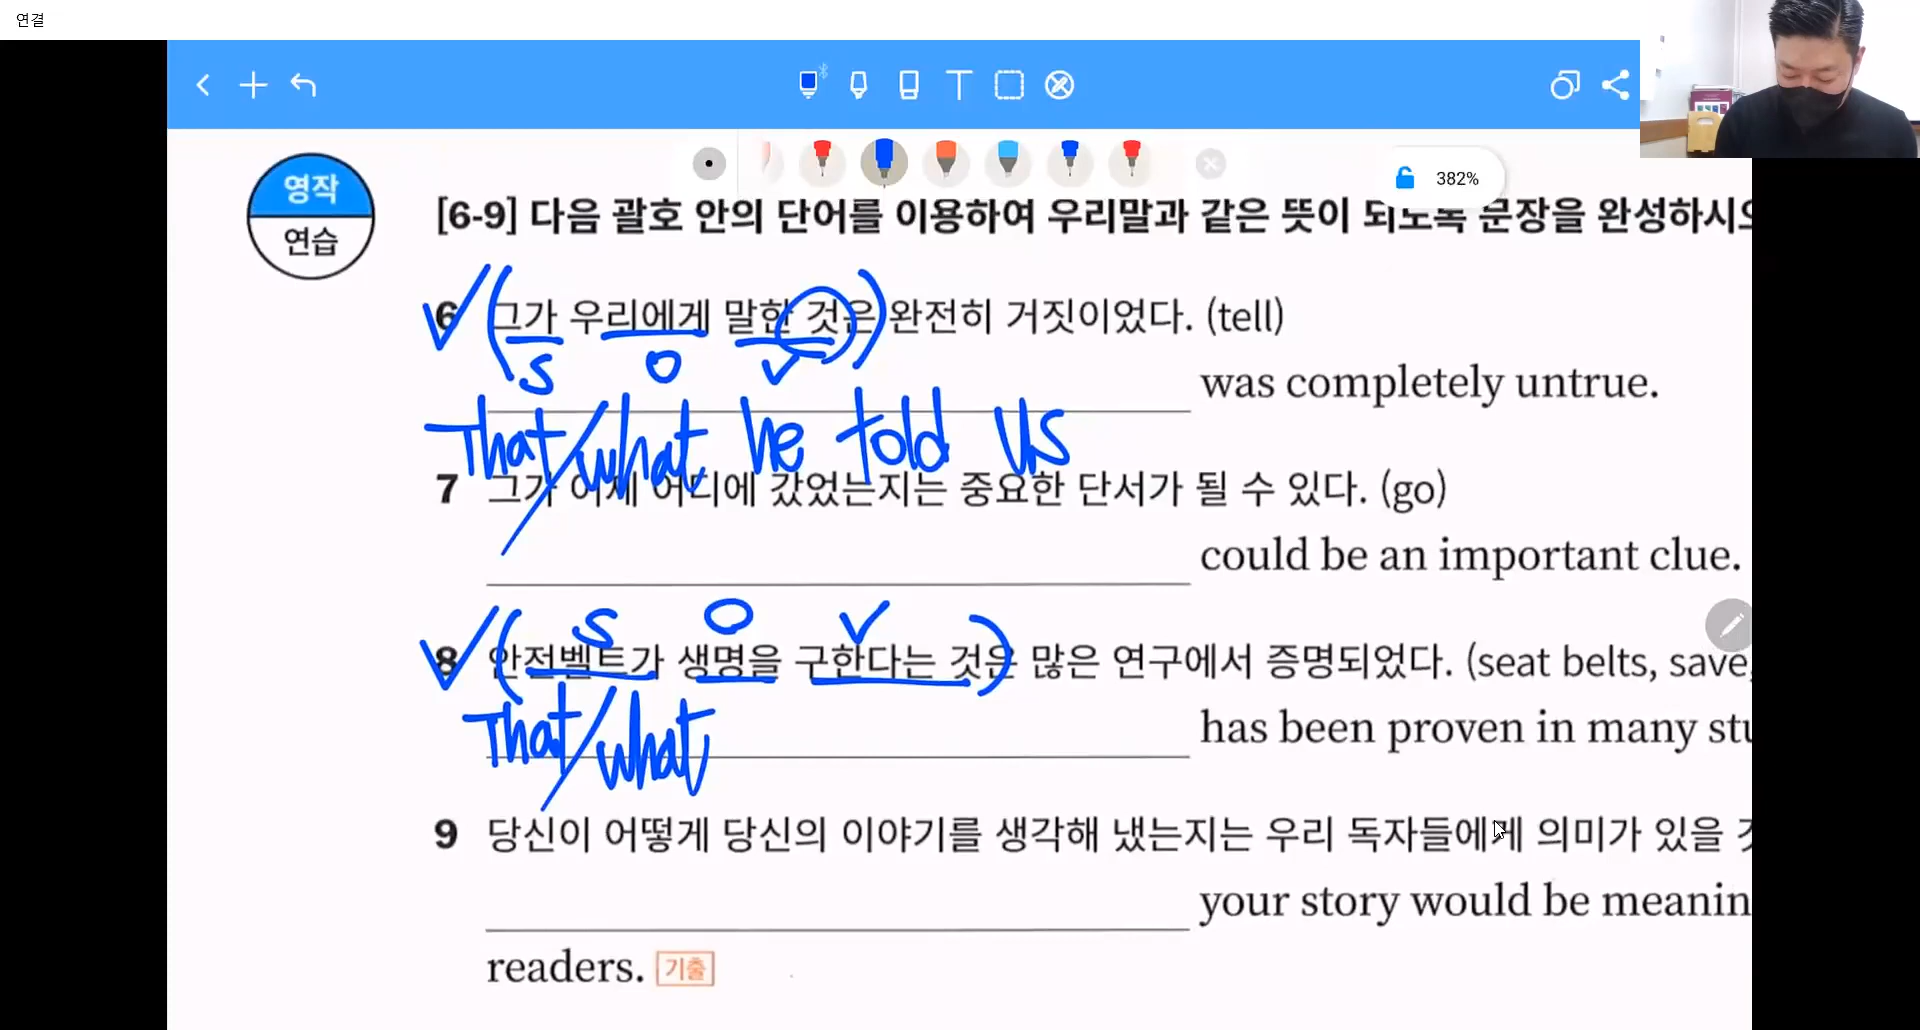 연결
382%
영작
연습
[6-9] 다음 괄호 안의 단어를 이용하여 우리말과 같은 뜻이 되도록 문장을 완성하시오
6 그가 우리에게 말한 것은 완전히 거짓이었다. (tell)
S O V
was completely untrue.
That/what he told us
7 그가 어제 어디에 갔었는지는 중요한 단서가 될 수 있다. (go)
could be an important clue.
S O V
8 안전벨트가 생명을 구한다는 것은 많은 연구에서 증명되었다. (seat belts, save,
That/what
has been proven in many stu
9 당신이 어떻게 당신의 이야기를 생각해 냈는지는 우리 독자들에게 의미가 있을
your story would be meanin
readers. 기출